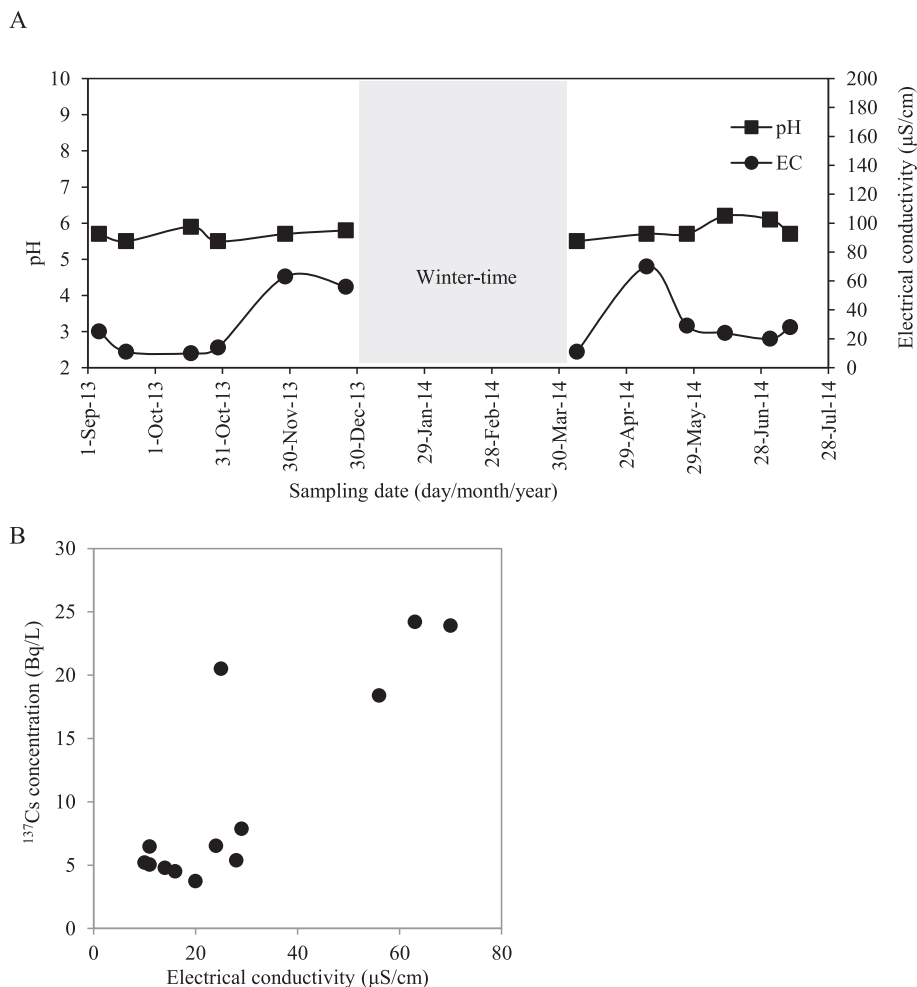 A
10
9
8
7
6
5
4
3
2
pH
200
180
160
140
120
100
80
60
40
20
0
Electrical conductivity (µS/cm)
pH
EC
Winter-time
1-Sep-13
1-Oct-13
31-Oct-13
30-Nov-13
30-Dec-13
29-Jan-14
28-Feb-14
30-Mar-14
29-Apr-14
29-May-14
28-Jun-14
28-Jul-14
Sampling date (day/month/year)
B
30
25
20
15
10
5
0
¹³⁷Cs concentration (Bq/L)
0
20
40
60
80
Electrical conductivity (µS/cm)